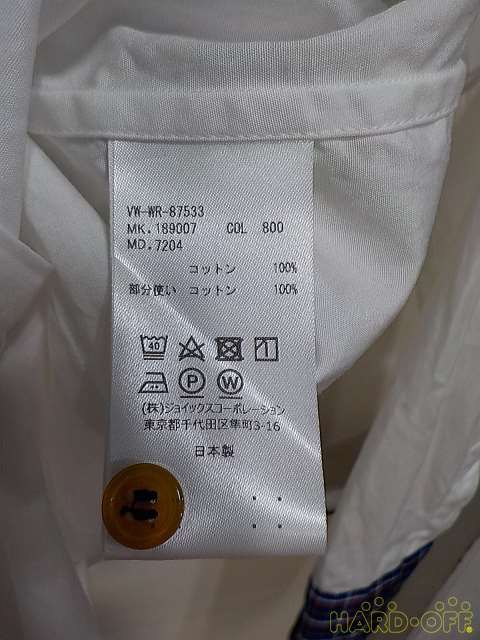 VW-WR-87533
MK.189007 COL 800
MD.7204
コットン 100%
部分使い コットン 100%
40
P W
(株)ジョイックスコーポレーション
東京都千代田区隼町3-16
日本製
HARD·OFF